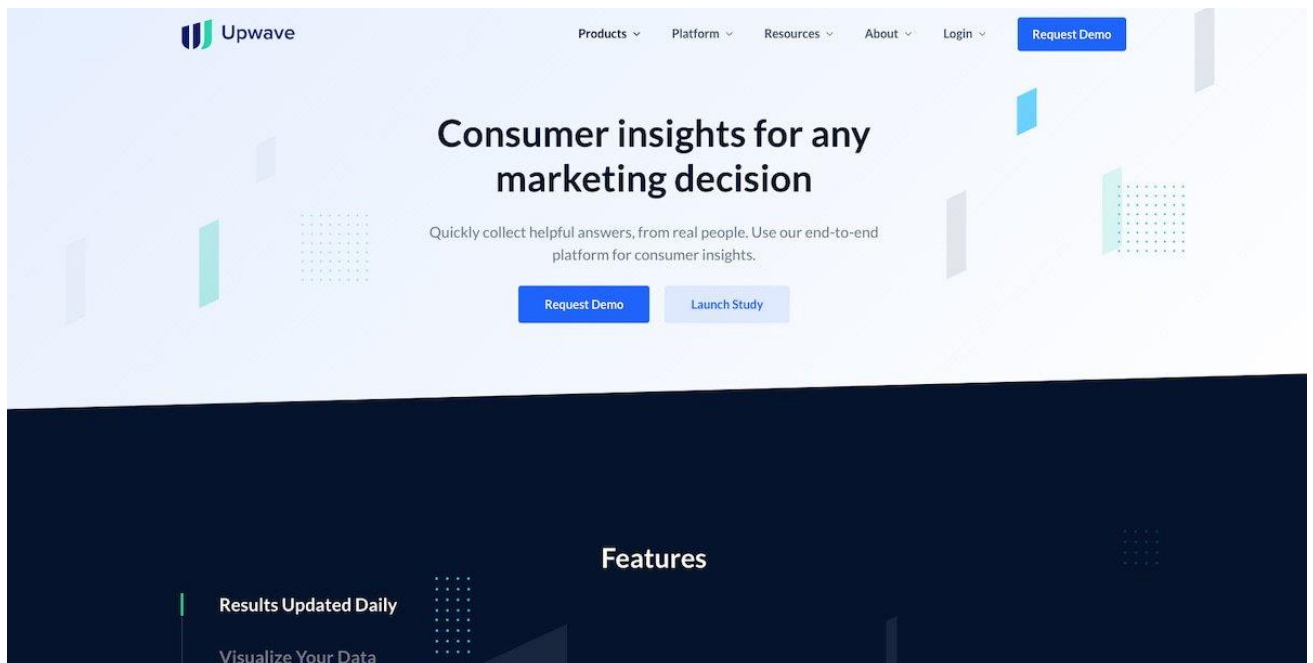 Upwave
Products Platform Resources About Login Request Demo
Consumer insights for any
marketing decision
Quickly collect helpful answers, from real people. Use our end-to-end
platform for consumer insights.
Request Demo Launch Study
Features
Results Updated Daily
Visualize Your Data